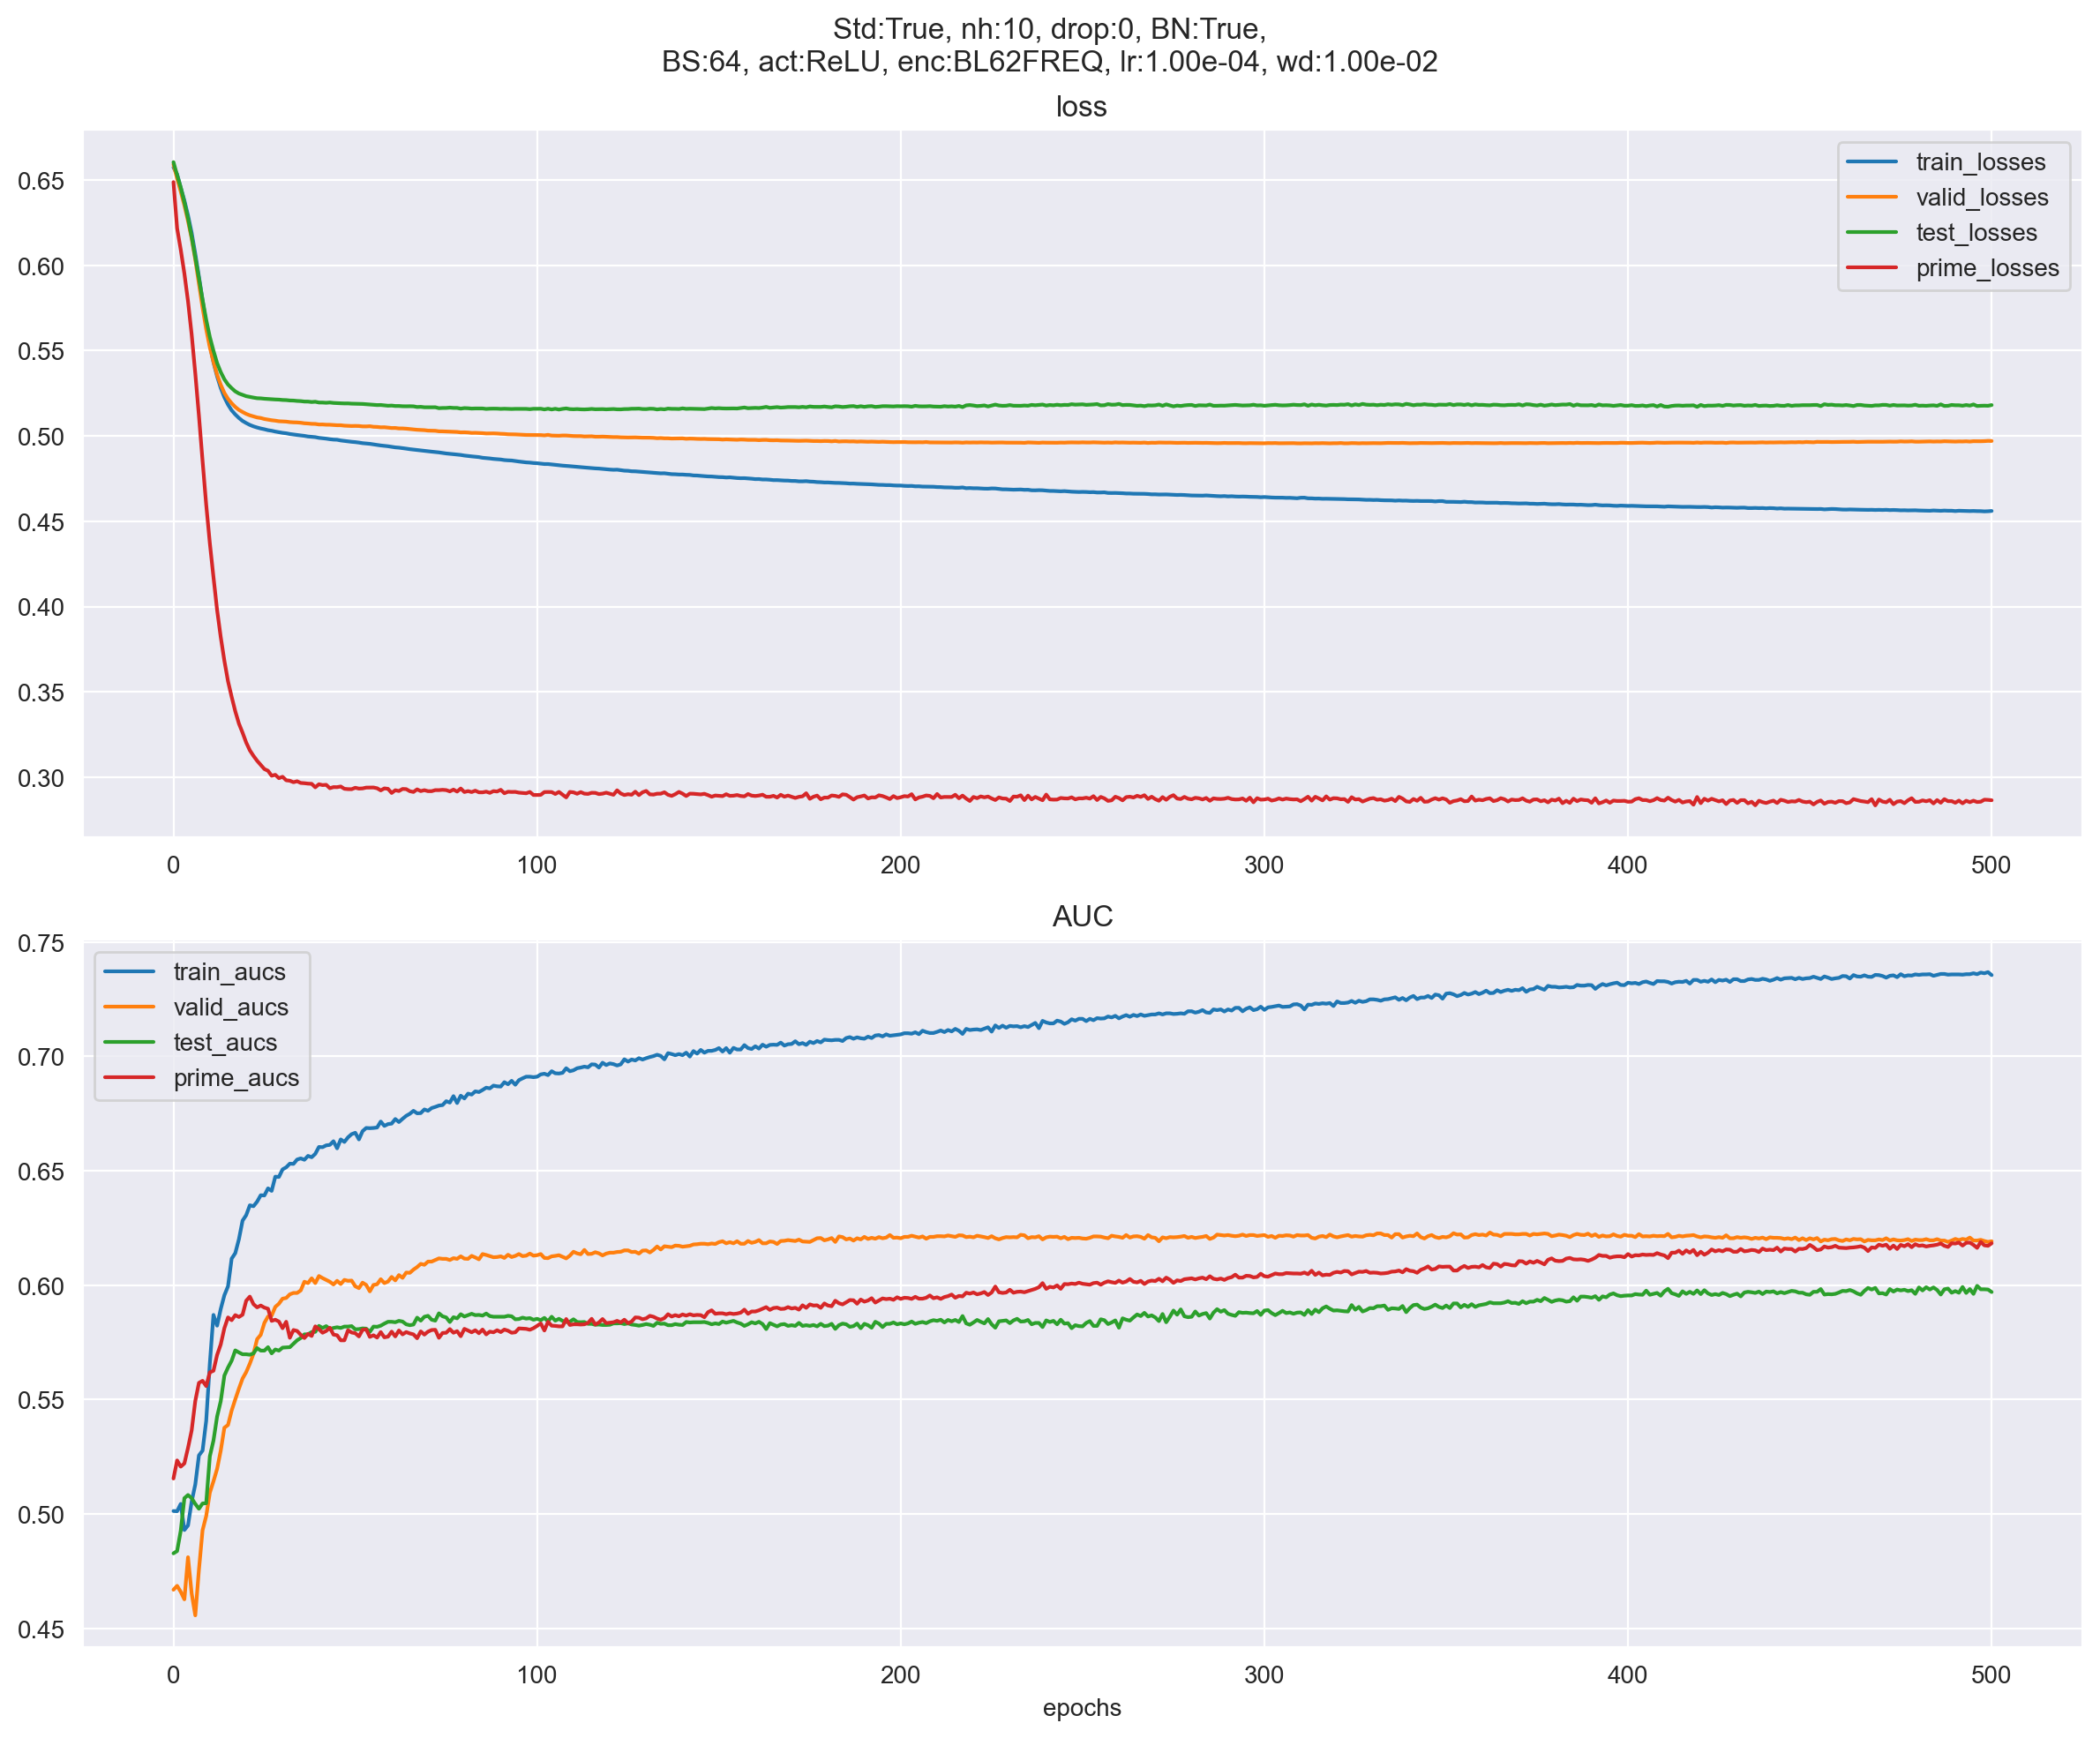 Std:True, nh:10, drop:0, BN:True,
BS:64, act:ReLU, enc:BL62FREQ, lr:1.00e-04, wd:1.00e-02
loss
train_losses
valid_losses
test_losses
prime_losses
0.65
0.60
0.55
0.50
0.45
0.40
0.35
0.30
0
100
200
300
400
500
AUC
train_aucs
valid_aucs
test_aucs
prime_aucs
0.75
0.70
0.65
0.60
0.55
0.50
0.45
0
100
200
300
400
500
epochs